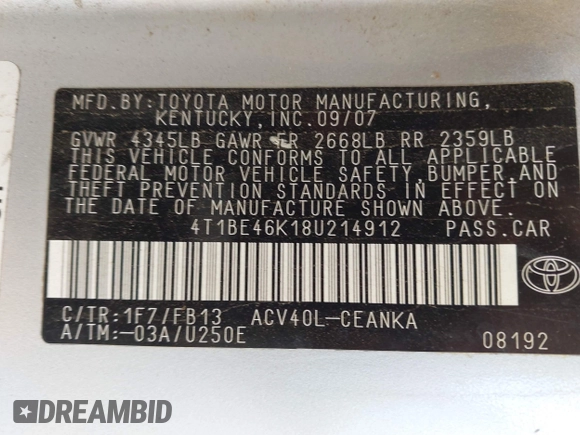 MFD. BY: TOYOTA MOTOR MANUFACTURING,
KENTUCKY, INC. 09/07
GVWR 4345LB GAWR FR 2668LB RR 2359LB
THIS VEHICLE CONFORMS TO ALL APPLICABLE
FEDERAL MOTOR VEHICLE SAFETY, BUMPER, AND
THEFT PREVENTION STANDARDS IN EFFECT ON
THE DATE OF MANUFACTURE SHOWN ABOVE.
4T1BE46K18U214912 PASS. CAR
C/TR: 1F7/FB13 ACV40L-CEANKA
A/TM:-03A/U250E 08192
TOYOTA
DREAMBID